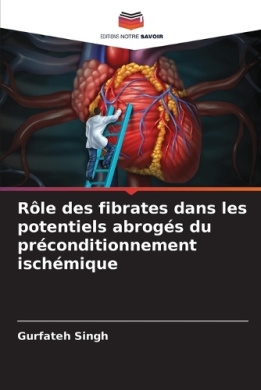 EDITIONS NOTRE SAVOIR
Rôle des fibrates dans les
potentiels abrogés du
préconditionnement
ischémique
Gurfateh Singh